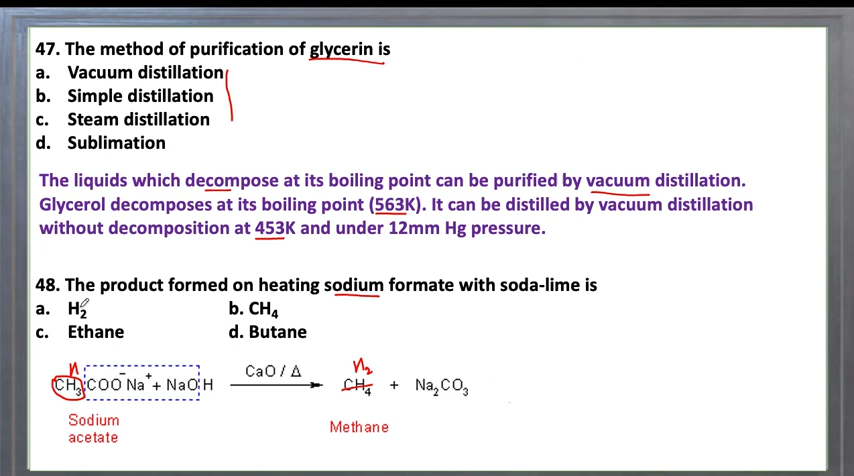 47. The method of purification of glycerin is
a. Vacuum distillation
b. Simple distillation
c. Steam distillation
d. Sublimation
The liquids which decompose at its boiling point can be purified by vacuum distillation.
Glycerol decomposes at its boiling point (563K). It can be distilled by vacuum distillation
without decomposition at 453K and under 12mm Hg pressure.
48. The product formed on heating sodium formate with soda-lime is
a. H₂ b. CH₄
c. Ethane d. Butane
H H₂
CH₃COO⁻Na⁺ + NaOH CaO / Δ CH₄ + Na₂CO₃
Sodium
acetate Methane